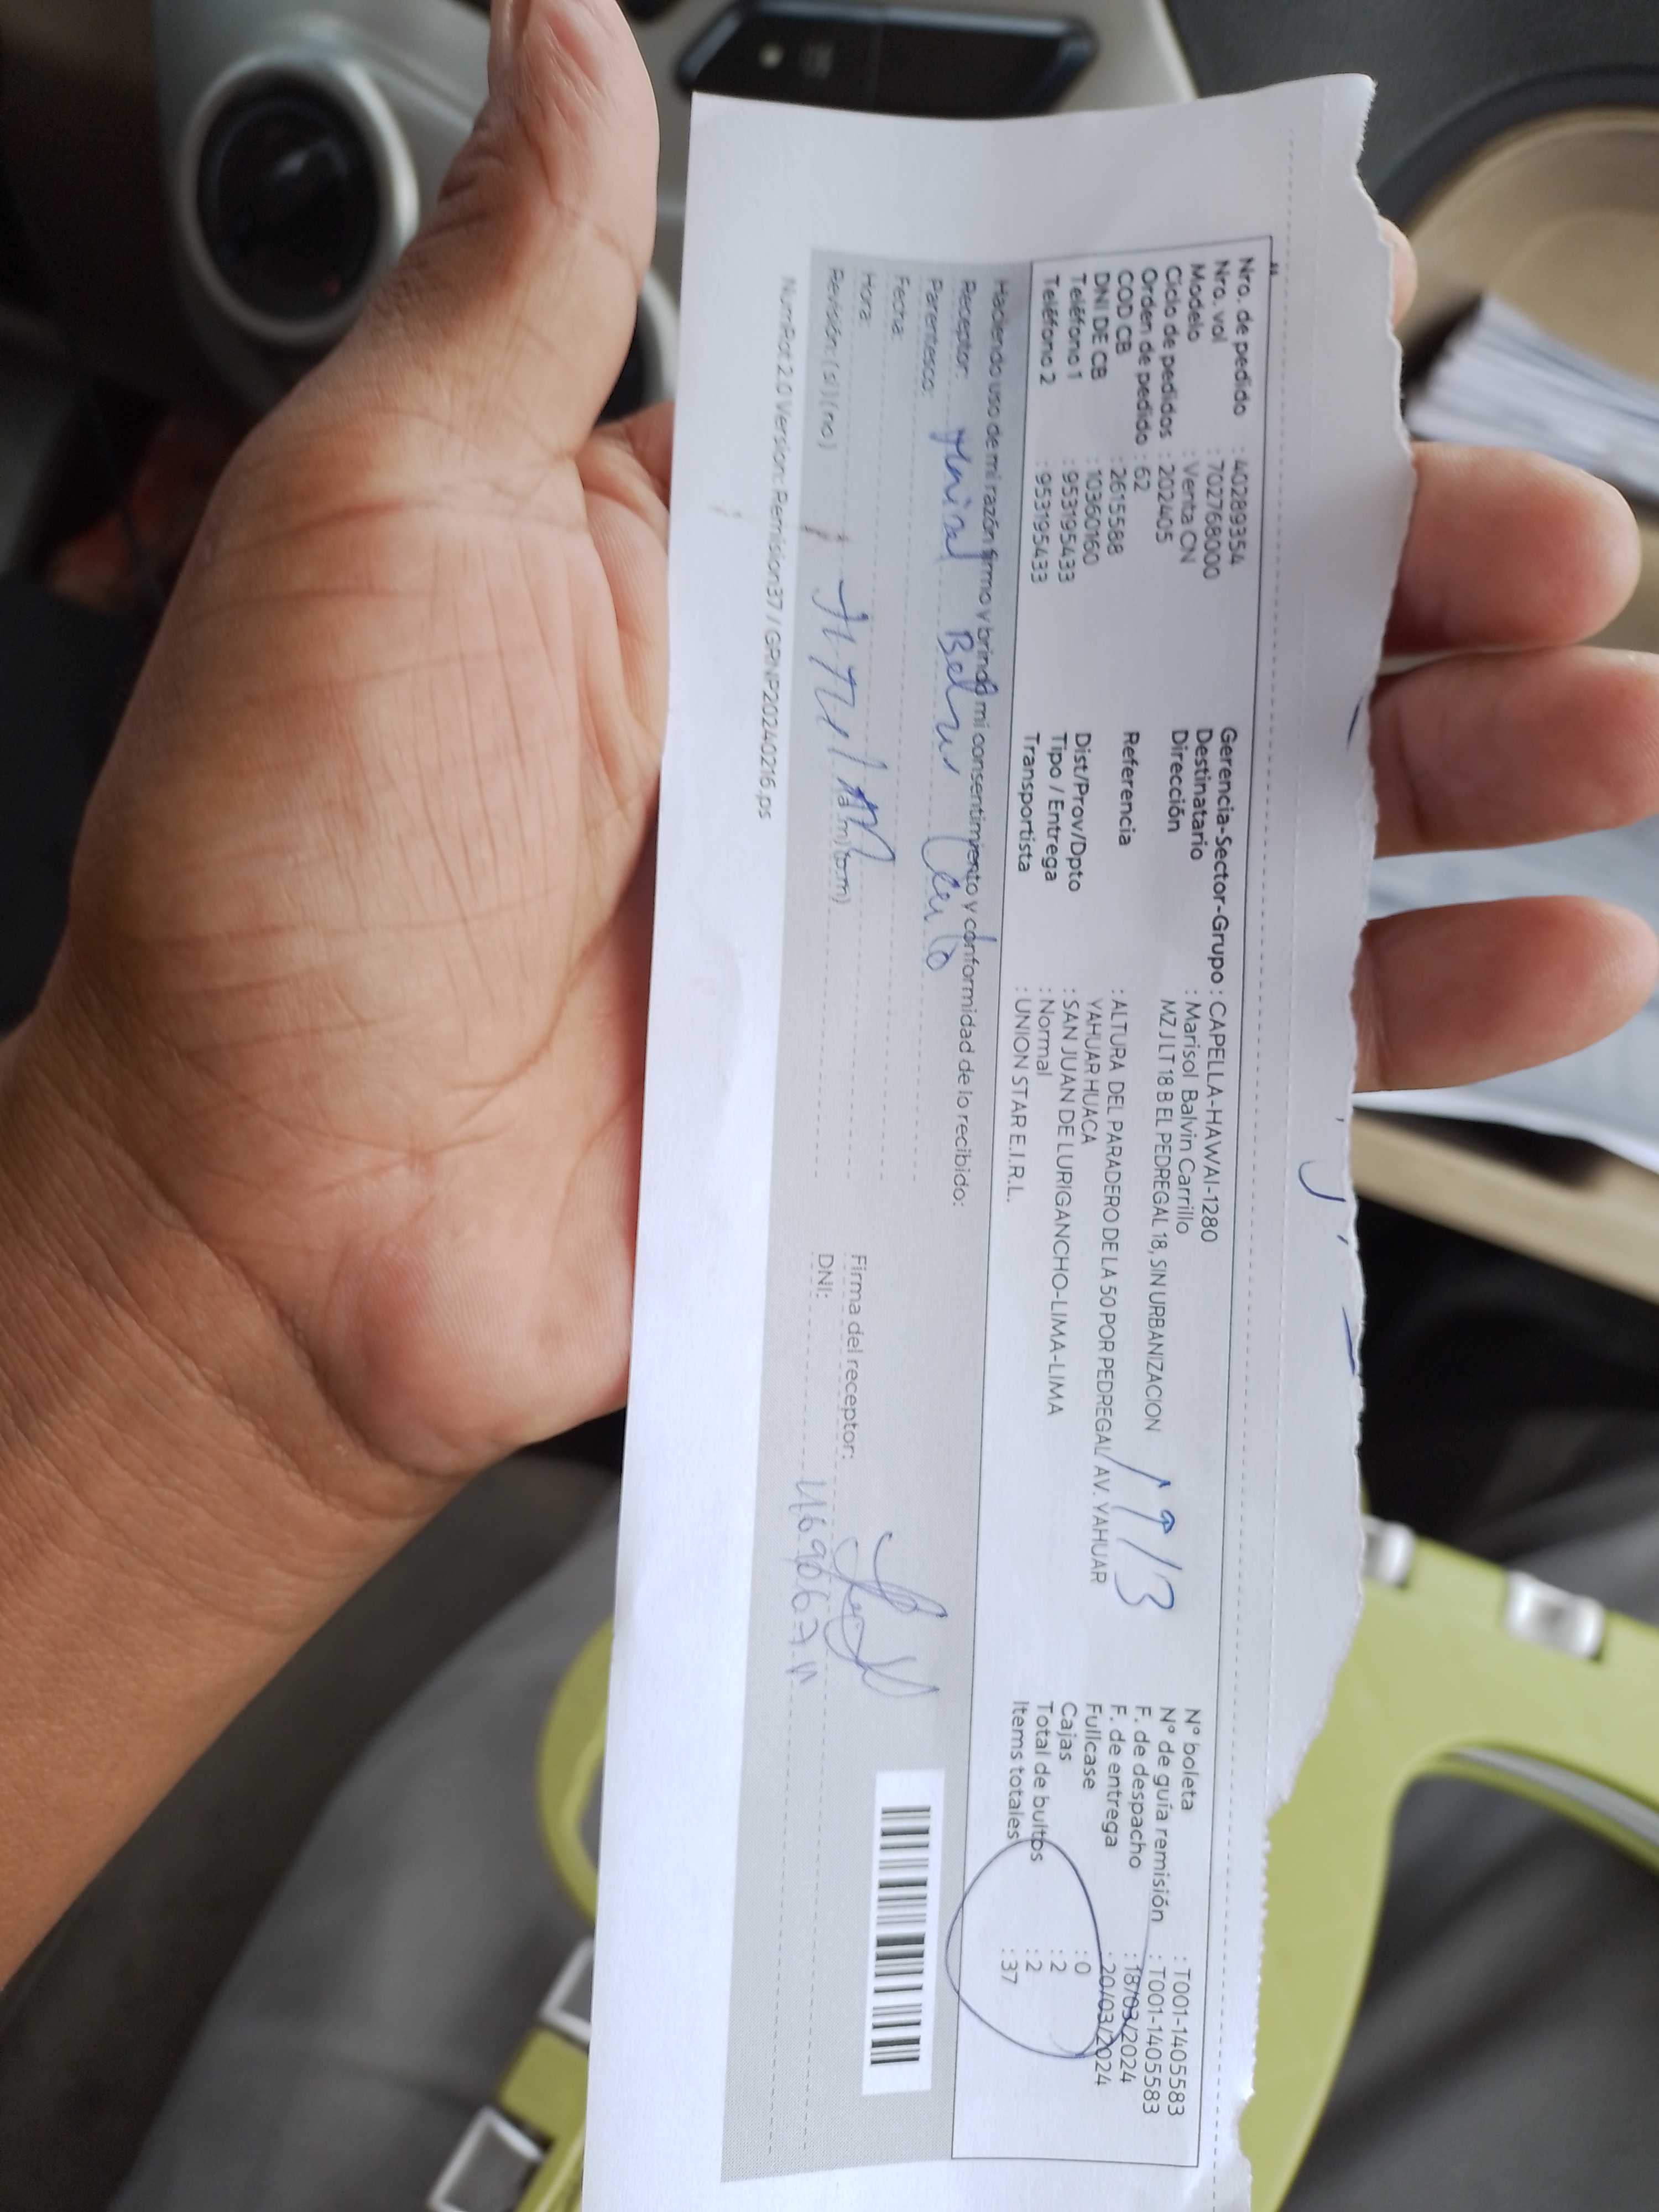 Nro. de pedido : 40289354
Nro. vol : 702768000
Modelo : Venta CN
Ciclo de pedidos : 202405
Orden de pedido : 62
COD CB : 2615588
DNI DE CB : 10360160
Teléfono 1 : 953195433
Teléfono 2 : 953195433
Gerencia-Sector-Grupo : CAPELLA-HAWAI-1280
Destinatario : Marisol Balvin Carrillo
Dirección MZ J LT 18 B EL PEDREGAL 18, SIN URBANIZACION
Referencia : ALTURA DEL PARADERO DE LA 50 POR PEDREGAL/ AV. YAHUAR
YAHUAR HUACA
Dist/Prov/Dpto : SAN JUAN DE LURIGANCHO-LIMA-LIMA
Tipo / Entrega : Normal
Transportista : UNION STAR E.I.R.L.
19/3
N° boleta : T001-1405583
N° de guía remisión : T001-1405583
F. de despacho : 18/03/2024
F. de entrega : 20/03/2024
Fullcase : 0
Cajas : 2
Total de bultos : 2
Items totales : 37
Haciendo uso de mi razón firmo y brindo mi consentimiento y conformidad de lo recibido:
Receptor:
Parentesco:
Fecha:
Hora: (a.m) (p.m)
Revisión: ( si ) ( no )
Firma del receptor:
DNI:
NumPot 2.0 Version: Remision37 / GRNP20240216.ps